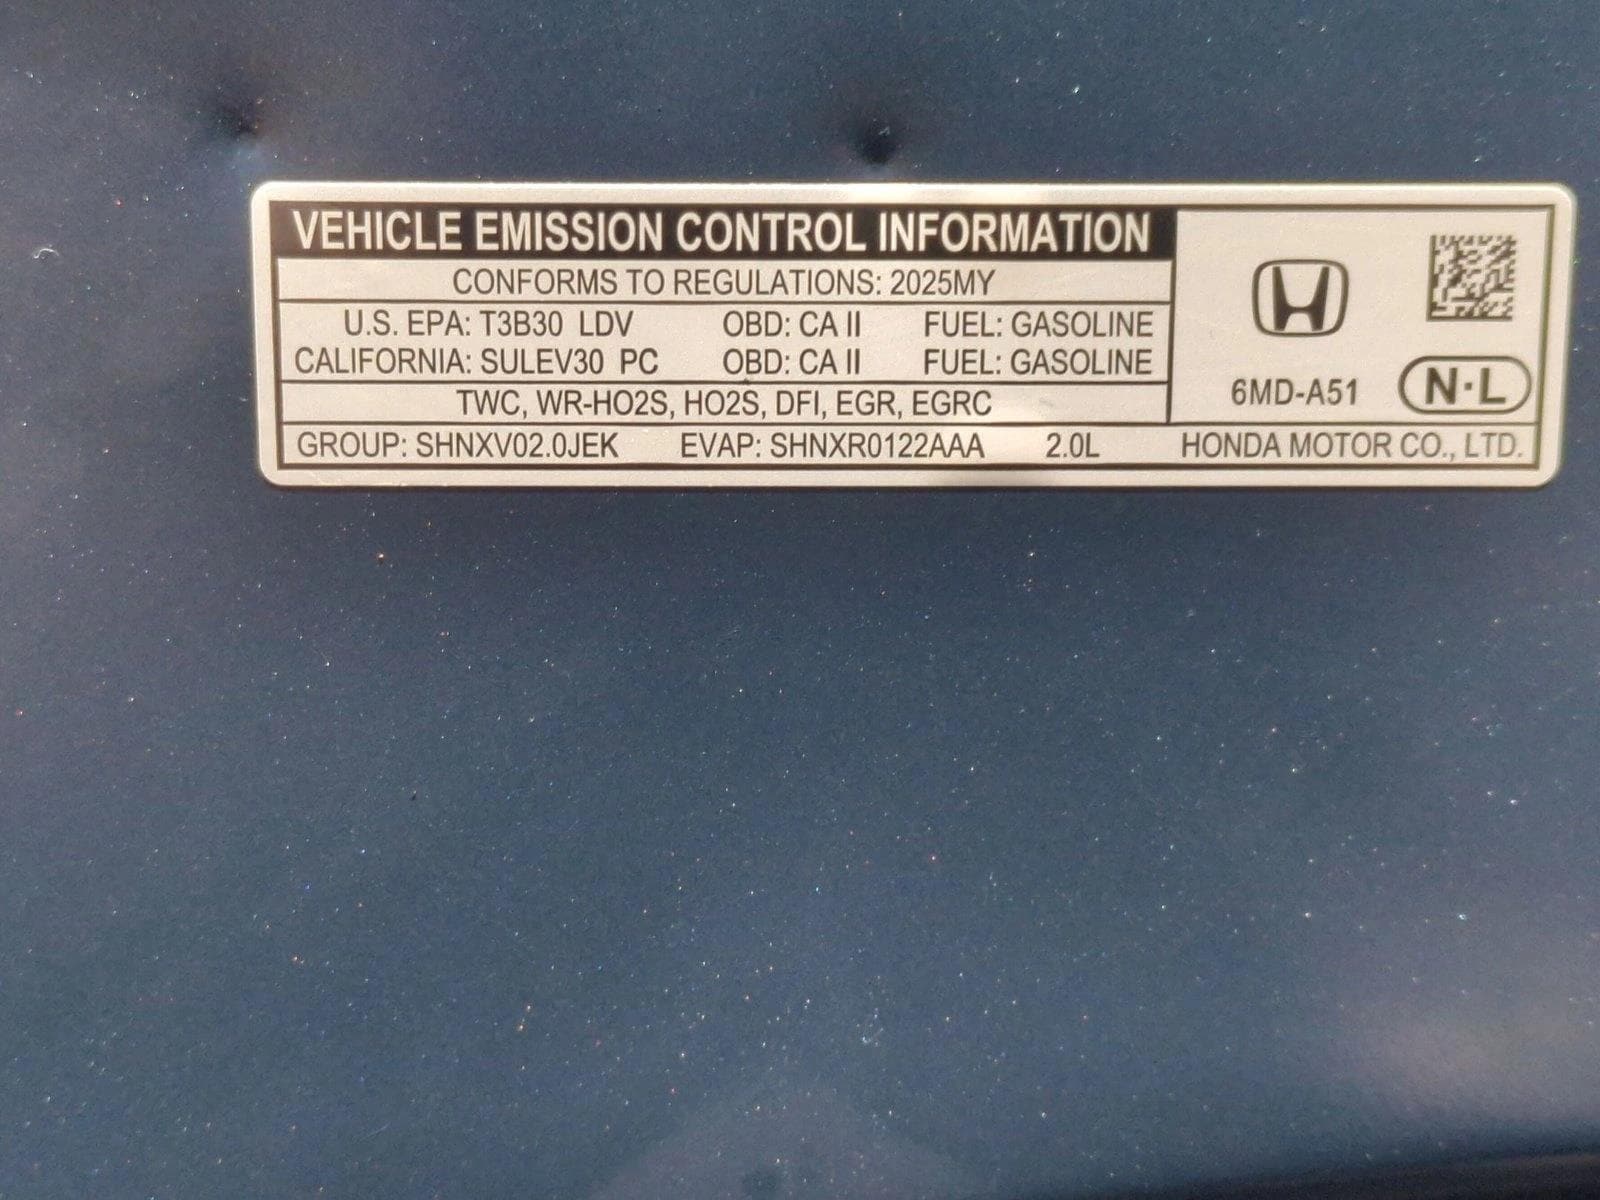 VEHICLE EMISSION CONTROL INFORMATION
CONFORMS TO REGULATIONS: 2025MY
U.S. EPA: T3B30 LDV OBD: CA II FUEL: GASOLINE
CALIFORNIA: SULEV30 PC OBD: CA II FUEL: GASOLINE
TWC, WR-HO2S, HO2S, DFI, EGR, EGRC
6MD-A51 N·L
GROUP: SHNXV02.0JEK EVAP: SHNXR0122AAA 2.0L HONDA MOTOR CO., LTD.